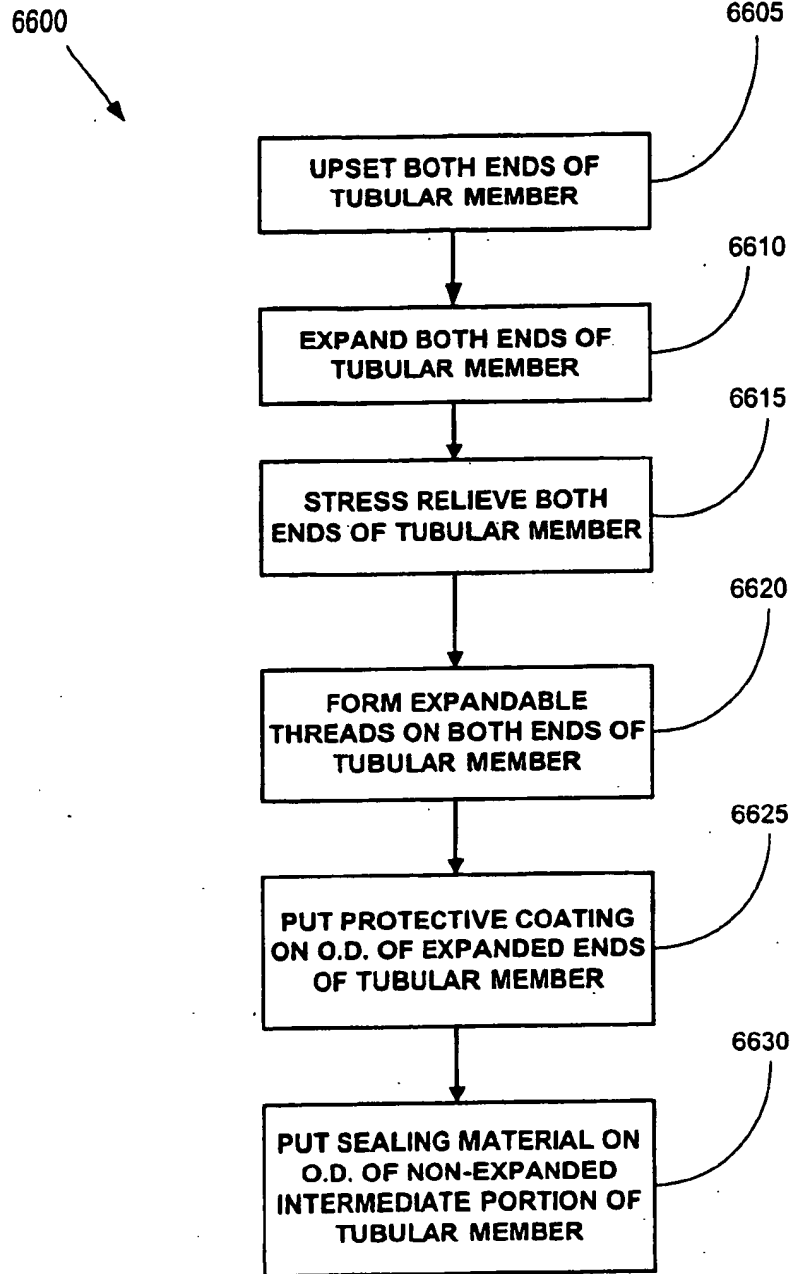 6600
6605
UPSET BOTH ENDS OF
TUBULAR MEMBER
6610
EXPAND BOTH ENDS OF
TUBULAR MEMBER
6615
STRESS RELIEVE BOTH
ENDS OF TUBULAR MEMBER
6620
FORM EXPANDABLE
THREADS ON BOTH ENDS OF
TUBULAR MEMBER
6625
PUT PROTECTIVE COATING
ON O.D. OF EXPANDED ENDS
OF TUBULAR MEMBER
6630
PUT SEALING MATERIAL ON
O.D. OF NON-EXPANDED
INTERMEDIATE PORTION OF
TUBULAR MEMBER